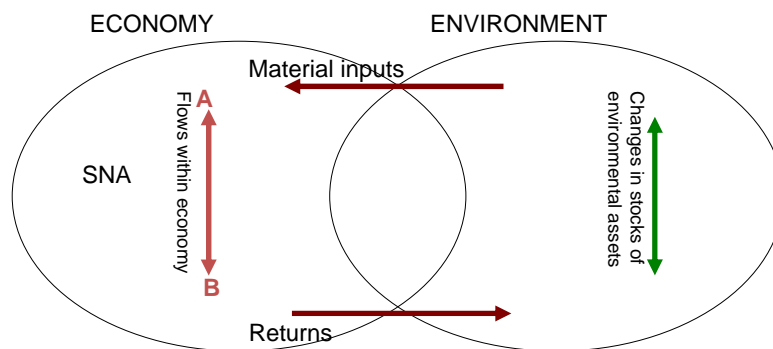 ECONOMY
ENVIRONMENT
Material inputs
A
Flows within economy
B
SNA
Changes in stocks of
environmental assets
Returns